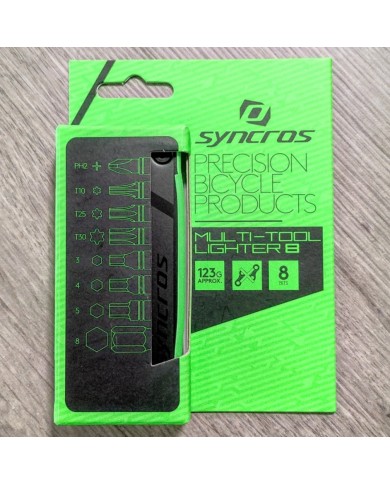 syncros
PRECISION
BICYCLE
PRODUCTS
MULTI-TOOL
LIGHTER 8
123G
APPROX.
8
BITS
PH2
T10
T25
T30
3
4
5
8
syncros